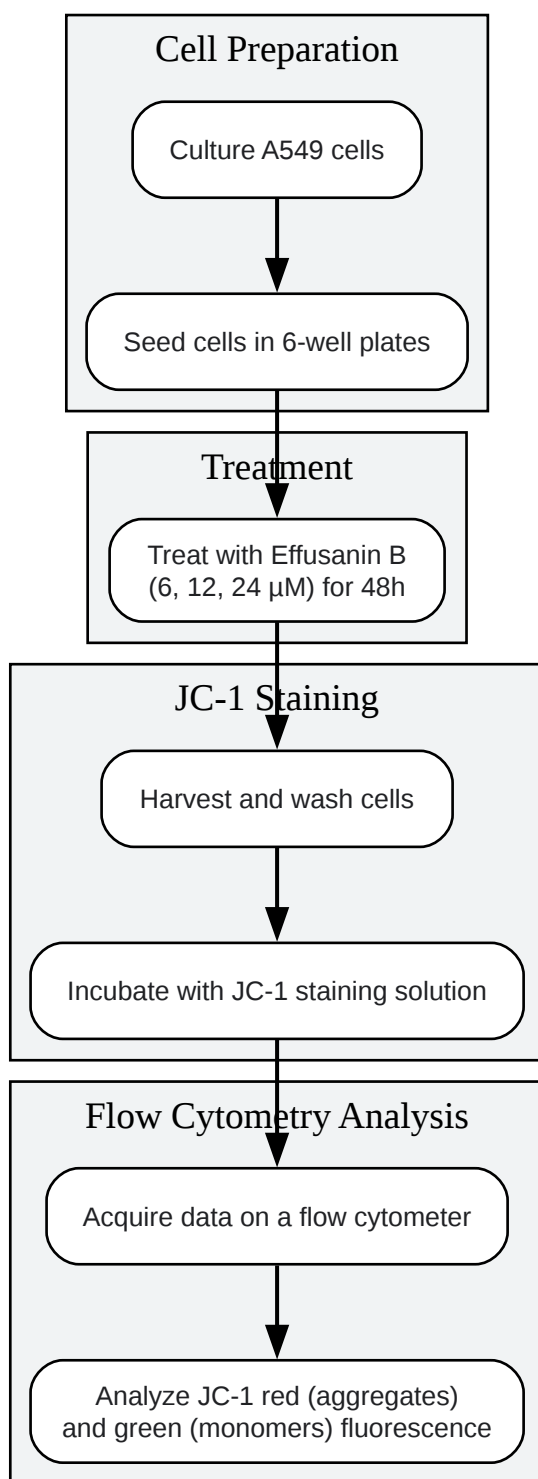 Cell Preparation
Culture A549 cells
Seed cells in 6-well plates
Treatment
Treat with Effusanin B
(6, 12, 24 µM) for 48h
JC-1 Staining
Harvest and wash cells
Incubate with JC-1 staining solution
Flow Cytometry Analysis
Acquire data on a flow cytometer
Analyze JC-1 red (aggregates)
and green (monomers) fluorescence